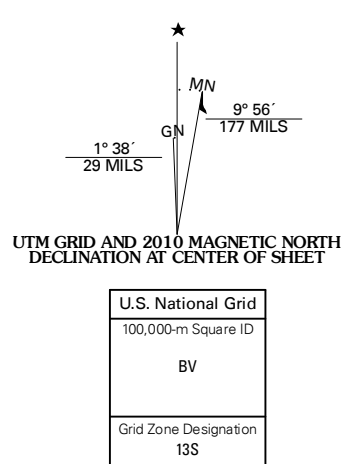 ★
MN
GN
9° 56´
177 MILS
1° 38´
29 MILS
UTM GRID AND 2010 MAGNETIC NORTH
DECLINATION AT CENTER OF SHEET
U.S. National Grid
100,000-m Square ID
BV
Grid Zone Designation
13S